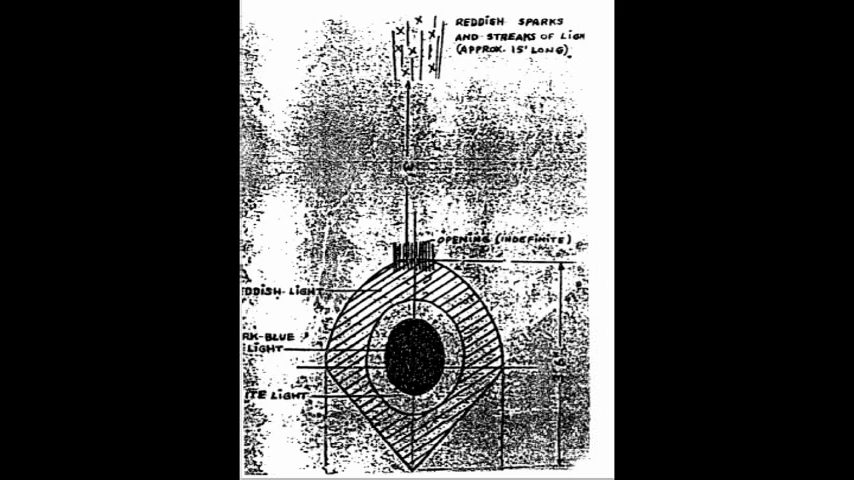 REDDISH SPARKS
AND STREAKS OF LIGH
(APPROX. 15' LONG)
OPENING (INDEFINITE)
DDISH-LIGHT
RK-BLUE
LIGHT
ITE LIGHT